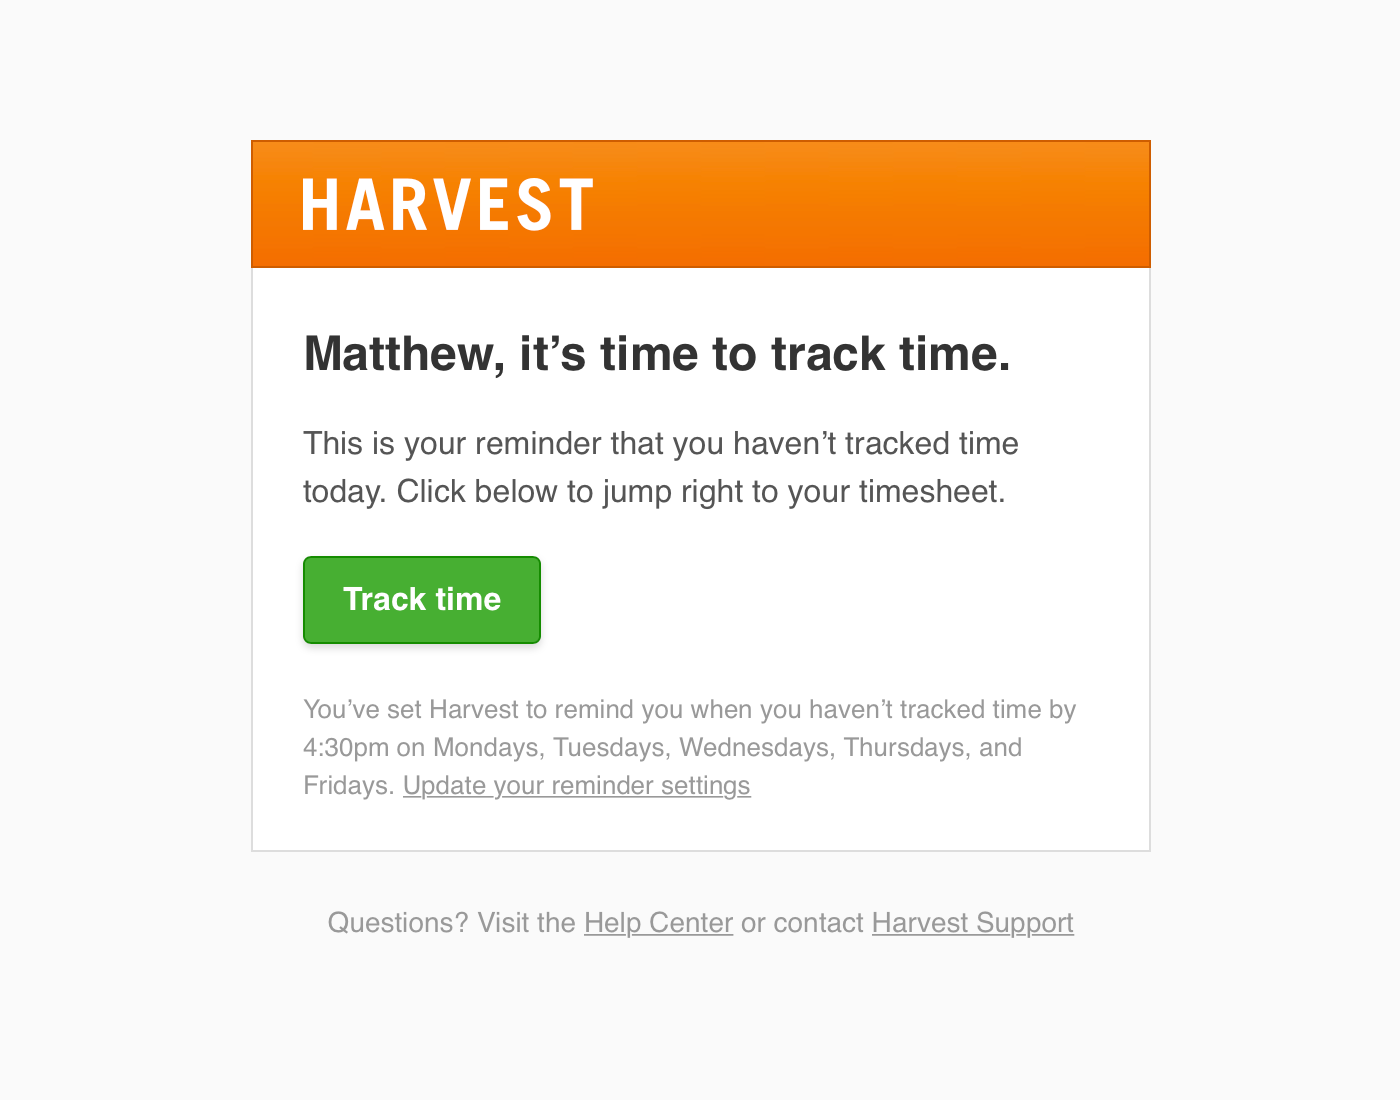 HARVEST
Matthew, it’s time to track time.
This is your reminder that you haven’t tracked time
today. Click below to jump right to your timesheet.
Track time
You’ve set Harvest to remind you when you haven’t tracked time by
4:30pm on Mondays, Tuesdays, Wednesdays, Thursdays, and
Fridays. Update your reminder settings
Questions? Visit the Help Center or contact Harvest Support